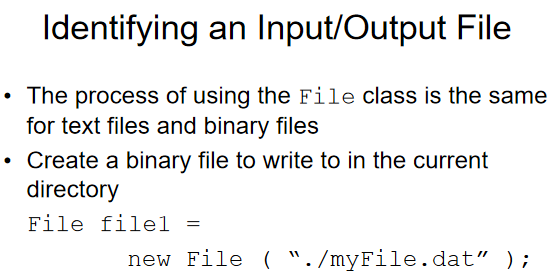 Identifying an Input/Output File
• The process of using the File class is the same
for text files and binary files
• Create a binary file to write to in the current
directory
File file1 =
new File ( “./myFile.dat” );